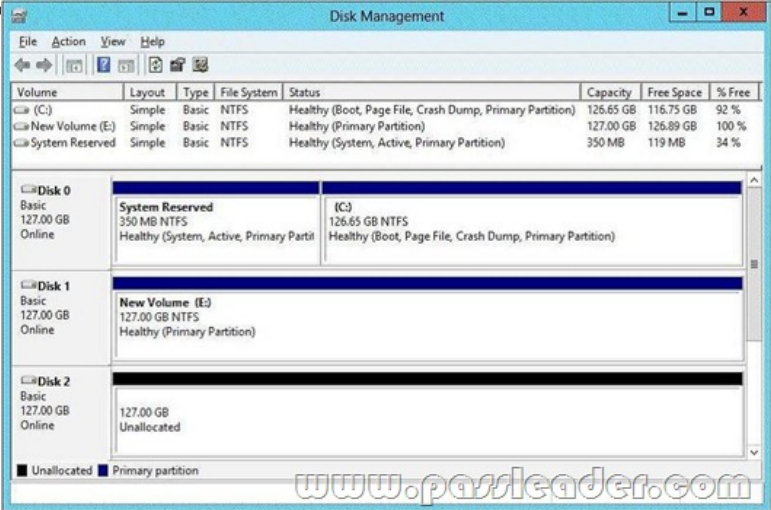 Disk Management
File Action View Help
Volume Layout Type File System Status Capacity Free Space % Free
(C:) Simple Basic NTFS Healthy (Boot, Page File, Crash Dump, Primary Partition) 126.65 GB 116.75 GB 92 %
New Volume (E:) Simple Basic NTFS Healthy (Primary Partition) 127.00 GB 126.89 GB 100 %
System Reserved Simple Basic NTFS Healthy (System, Active, Primary Partition) 350 MB 119 MB 34 %
Disk 0
Basic
127.00 GB
Online
System Reserved
350 MB NTFS
Healthy (System, Active, Primary Partit
(C:)
126.65 GB NTFS
Healthy (Boot, Page File, Crash Dump, Primary Partition)
Disk 1
Basic
127.00 GB
Online
New Volume (E:)
127.00 GB NTFS
Healthy (Primary Partition)
Disk 2
Basic
127.00 GB
Online
127.00 GB
Unallocated
Unallocated Primary partition
www.passleader.com